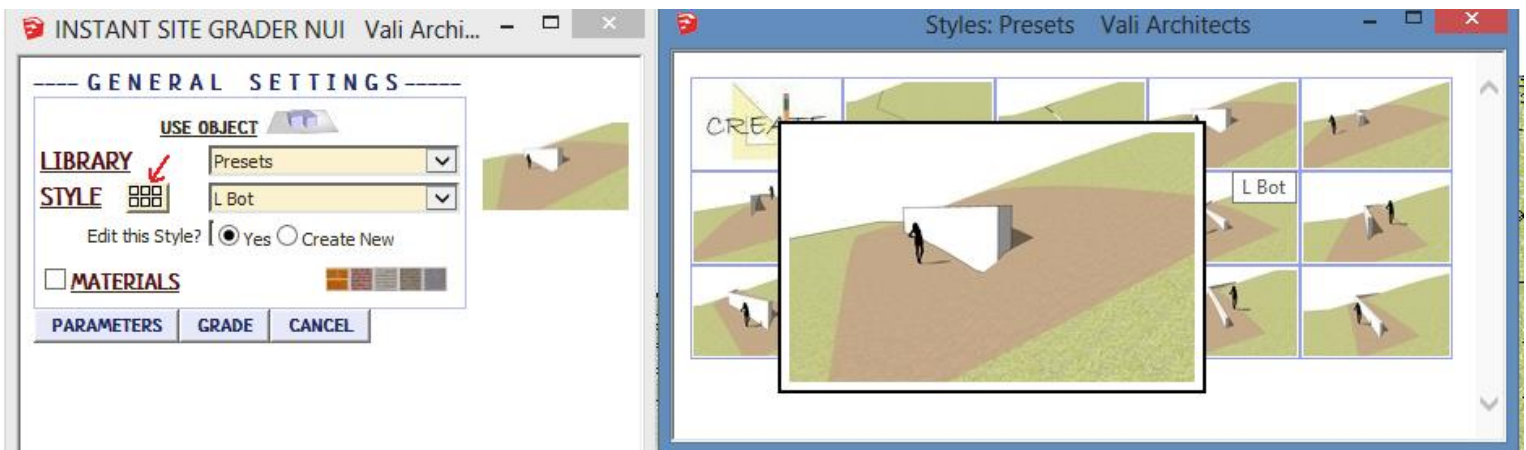 INSTANT SITE GRADER NUI Vali Archi...
---- GENERAL SETTINGS-----
USE OBJECT
LIBRARY Presets
STYLE L Bot
Edit this Style? Yes Create New
MATERIALS
PARAMETERS GRADE CANCEL
Styles: Presets Vali Architects
CREATE
L Bot